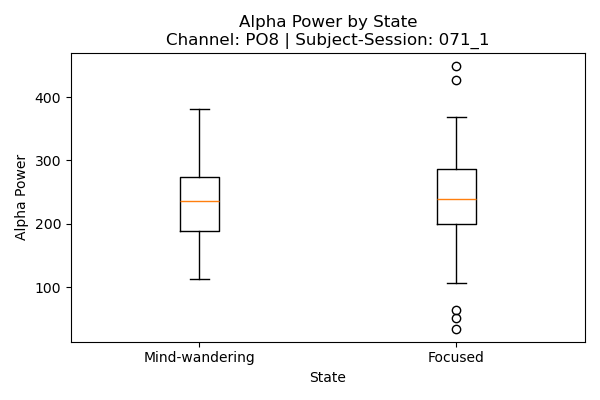 Alpha Power by State
Channel: PO8 | Subject-Session: 071_1
Alpha Power
400
300
200
100
Mind-wandering
Focused
State